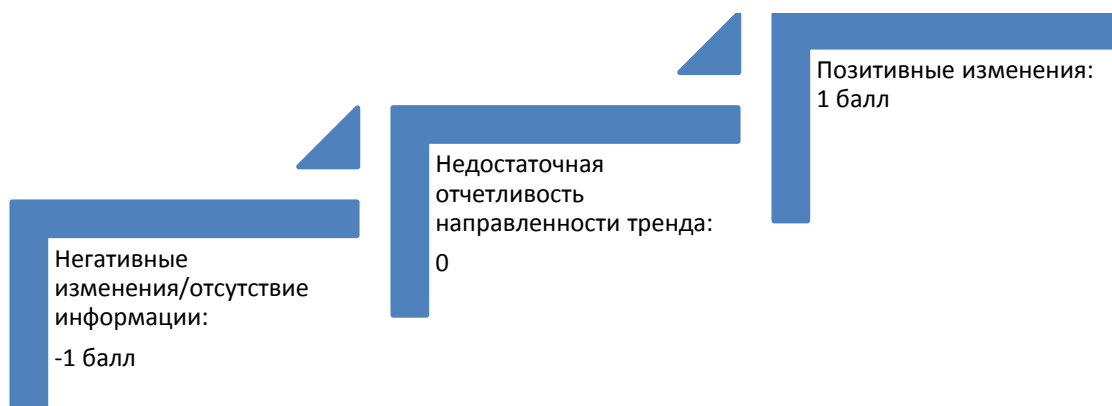 Негативные
изменения/отсутствие
информации:
-1 балл
Недостаточная
отчетливость
направленности тренда:
0
Позитивные изменения:
1 балл